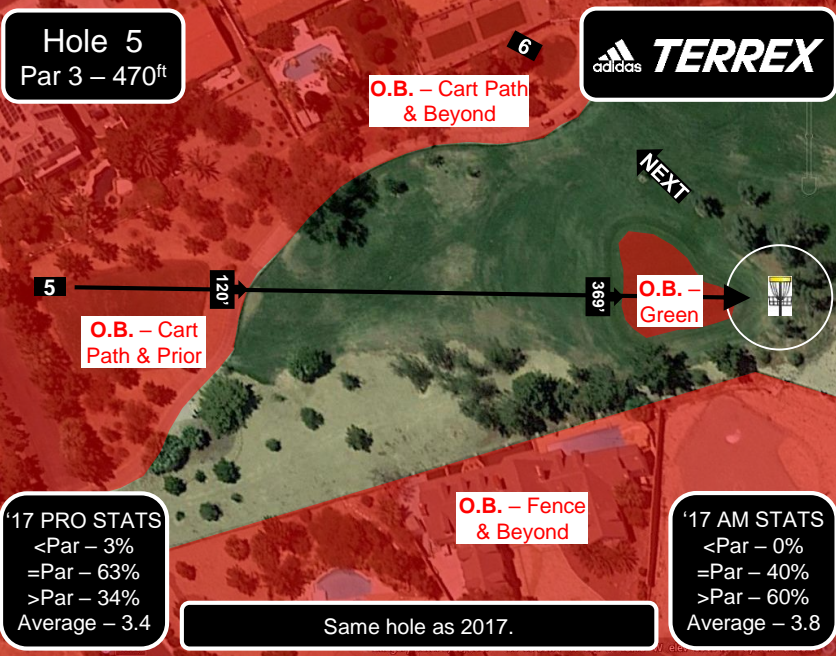 Hole 5
Par 3 – 470ft
adidas TERREX
6
O.B. – Cart Path
& Beyond
NEXT
5
120'
369'
O.B. –
Green
O.B. – Cart
Path & Prior
O.B. – Fence
& Beyond
'17 PRO STATS
<Par – 3%
=Par – 63%
>Par – 34%
Average – 3.4
'17 AM STATS
<Par – 0%
=Par – 40%
>Par – 60%
Average – 3.8
Same hole as 2017.